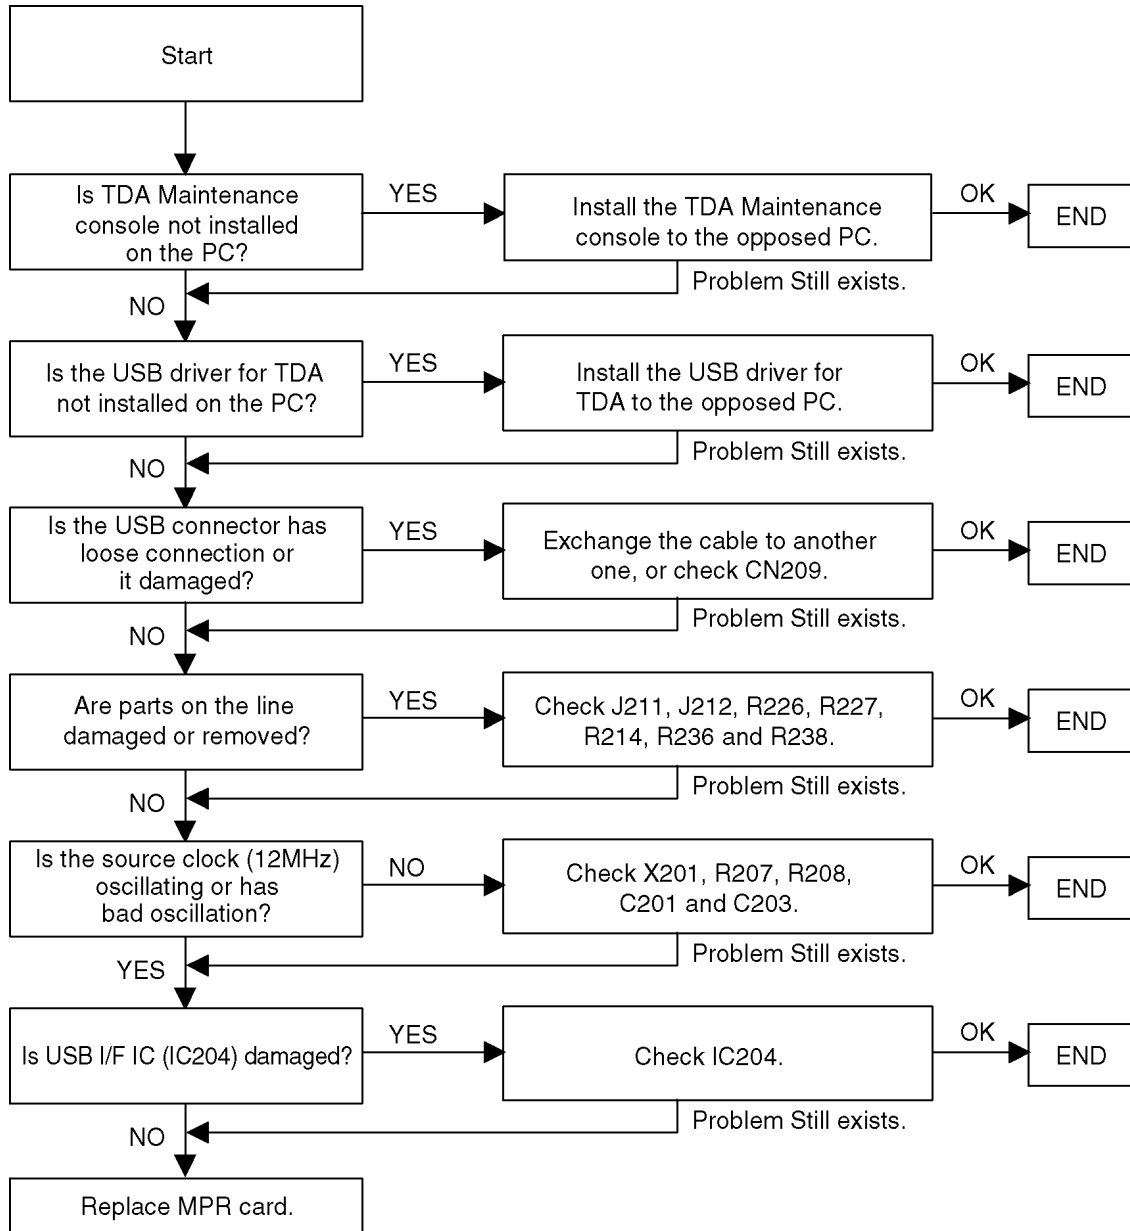 Start
Is TDA Maintenance
console not installed
on the PC?
YES
Install the TDA Maintenance
console to the opposed PC.
OK
END
Problem Still exists.
NO
Is the USB driver for TDA
not installed on the PC?
YES
Install the USB driver for
TDA to the opposed PC.
OK
END
Problem Still exists.
NO
Is the USB connector has
loose connection or
it damaged?
YES
Exchange the cable to another
one, or check CN209.
OK
END
Problem Still exists.
NO
Are parts on the line
damaged or removed?
YES
Check J211, J212, R226, R227,
R214, R236 and R238.
OK
END
Problem Still exists.
NO
Is the source clock (12MHz)
oscillating or has
bad oscillation?
NO
Check X201, R207, R208,
C201 and C203.
OK
END
Problem Still exists.
YES
Is USB I/F IC (IC204) damaged?
YES
Check IC204.
OK
END
Problem Still exists.
NO
Replace MPR card.